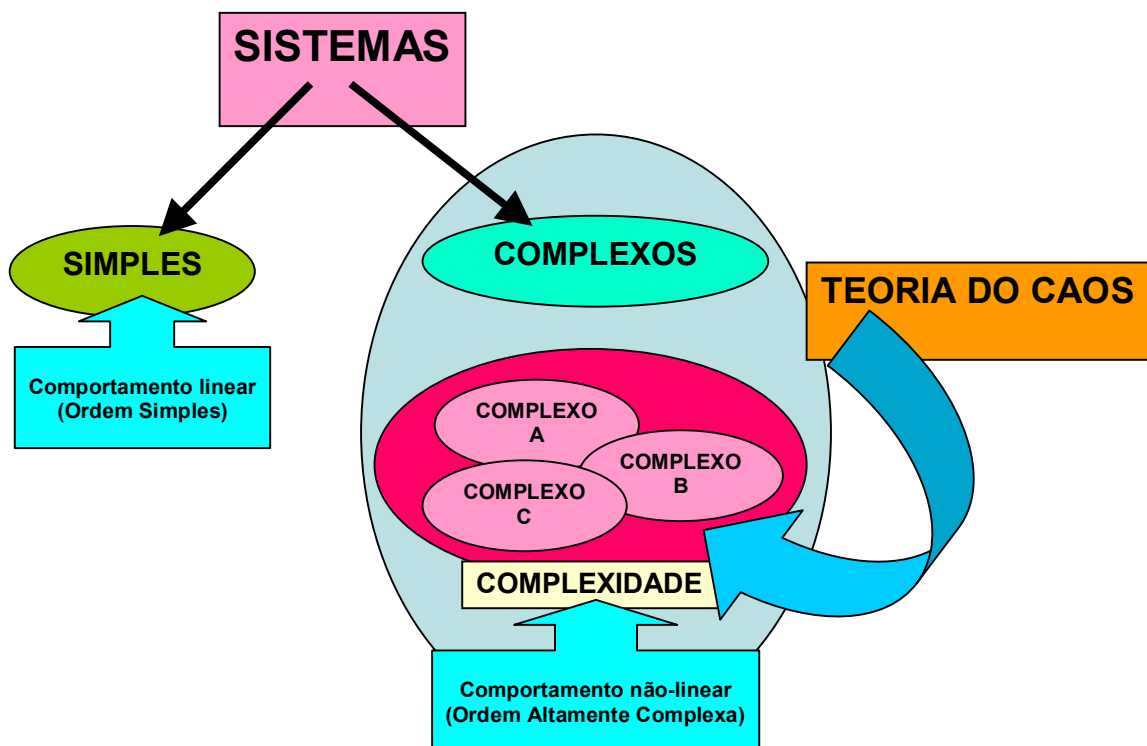 SISTEMAS
SIMPLES
COMPLEXOS
TEORIA DO CAOS
Comportamento linear
(Ordem Simples)
COMPLEXO
A
COMPLEXO
B
COMPLEXO
C
COMPLEXIDADE
Comportamento não-linear
(Ordem Altamente Complexa)